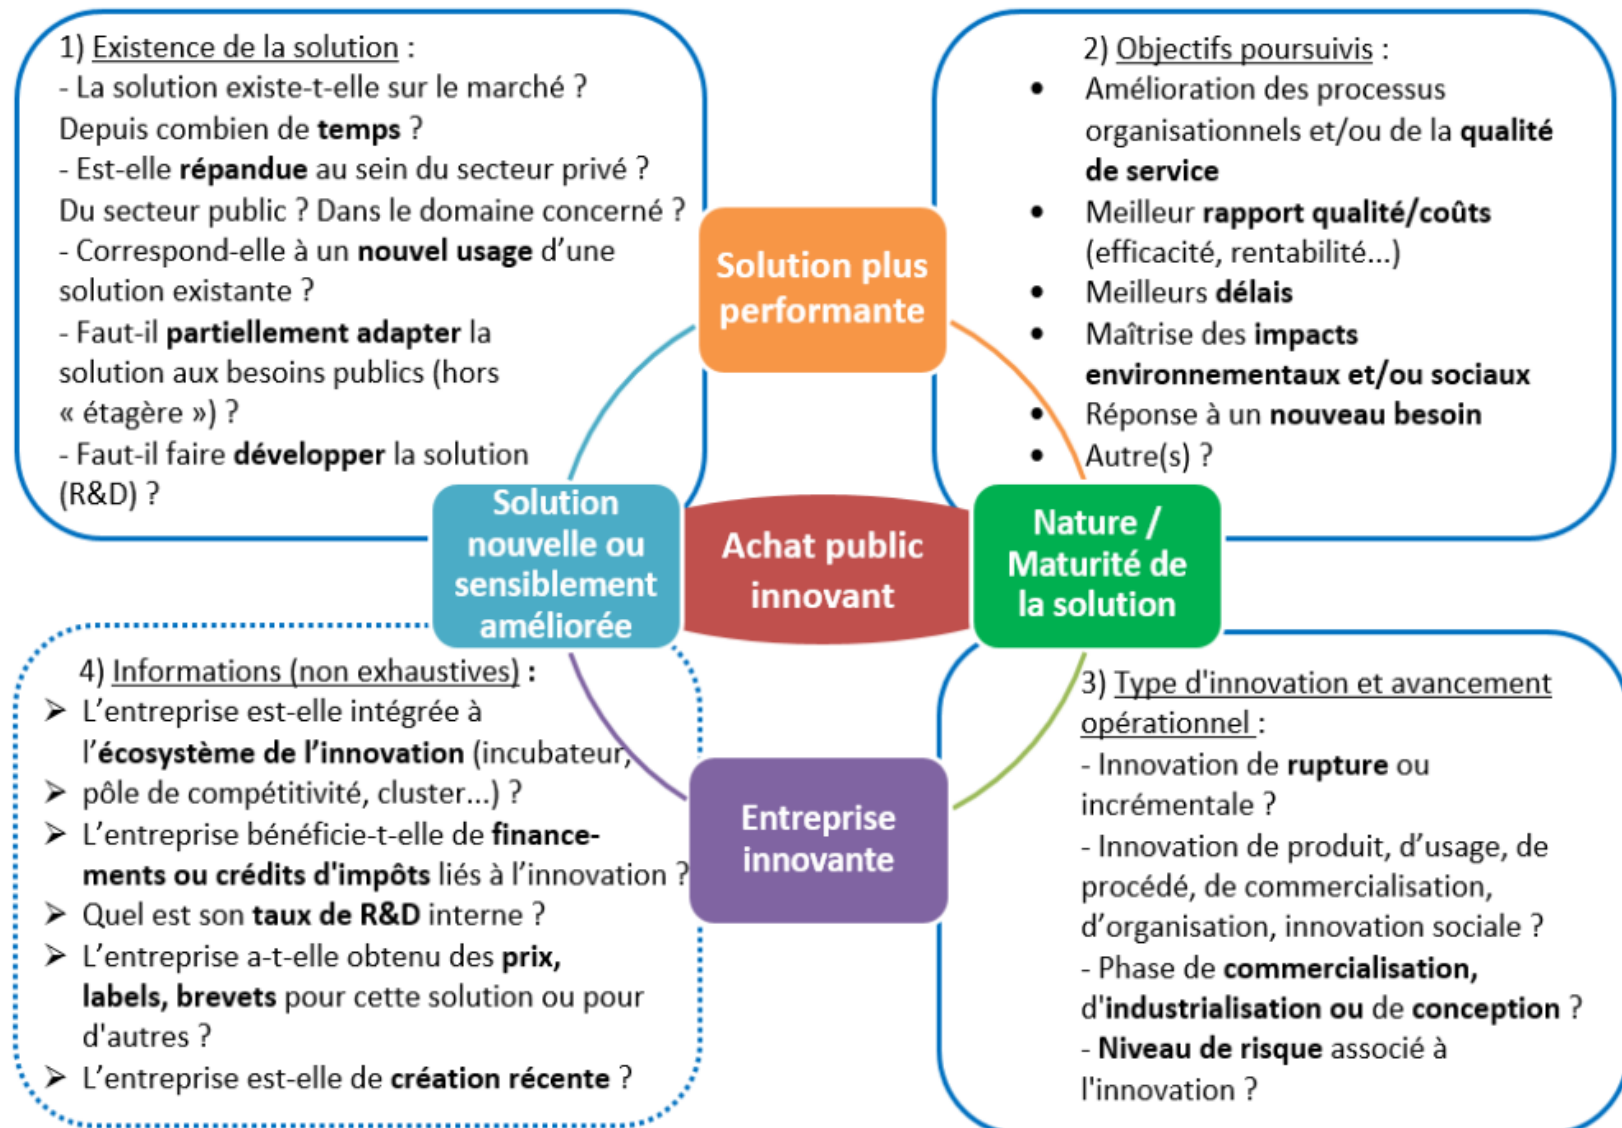 1) Existence de la solution :
- La solution existe-t-elle sur le marché ?
Depuis combien de temps ?
- Est-elle répandue au sein du secteur privé ?
Du secteur public ? Dans le domaine concerné ?
- Correspond-elle à un nouvel usage d’une
solution existante ?
- Faut-il partiellement adapter la
solution aux besoins publics (hors
« étagère ») ?
- Faut-il faire développer la solution
(R&D) ?
2) Objectifs poursuivis :
• Amélioration des processus
organisationnels et/ou de la qualité
de service
• Meilleur rapport qualité/coûts
(efficacité, rentabilité...)
• Meilleurs délais
• Maîtrise des impacts
environnementaux et/ou sociaux
• Réponse à un nouveau besoin
• Autre(s) ?
Solution plus
performante
Solution
nouvelle ou
sensiblement
améliorée
Achat public
innovant
Nature /
Maturité de
la solution
Entreprise
innovante
4) Informations (non exhaustives) :
➢ L’entreprise est-elle intégrée à
l’écosystème de l’innovation (incubateur,
➢ pôle de compétitivité, cluster...) ?
➢ L’entreprise bénéficie-t-elle de finance-
ments ou crédits d'impôts liés à l’innovation ?
➢ Quel est son taux de R&D interne ?
➢ L’entreprise a-t-elle obtenu des prix,
labels, brevets pour cette solution ou pour
d'autres ?
➢ L’entreprise est-elle de création récente ?
3) Type d'innovation et avancement
opérationnel :
- Innovation de rupture ou
incrémentale ?
- Innovation de produit, d’usage, de
procédé, de commercialisation,
d’organisation, innovation sociale ?
- Phase de commercialisation,
d'industrialisation ou de conception ?
- Niveau de risque associé à
l'innovation ?